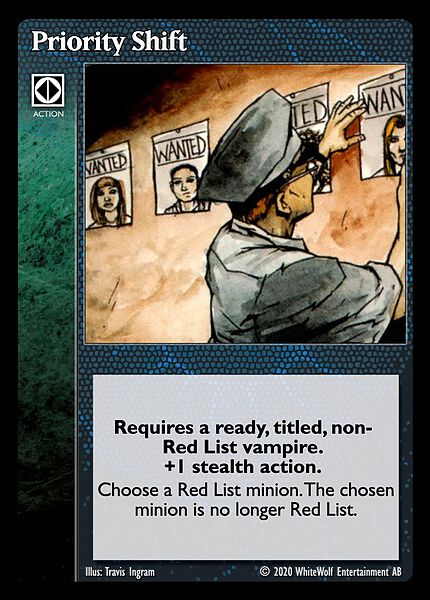 Priority Shift
ACTION
WANTED
WANTED
TED
WAN
Requires a ready, titled, non-
Red List vampire.
+1 stealth action.
Choose a Red List minion. The chosen
minion is no longer Red List.
Illus: Travis Ingram
© 2020 WhiteWolf Entertainment AB